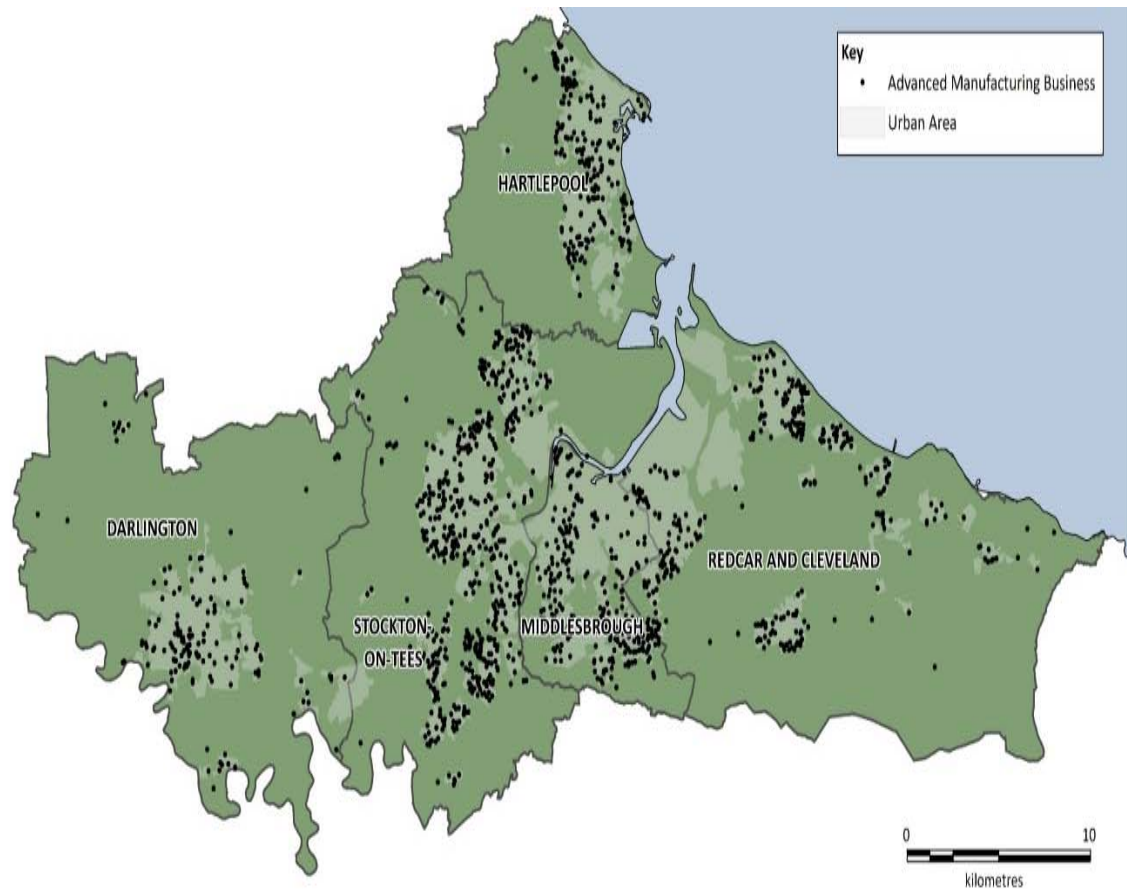 Key
Advanced Manufacturing Business
Urban Area
HARTLEPOOL
DARLINGTON
STOCKTON-
ON-TEES
MIDDLESBROUGH
REDCAR AND CLEVELAND
0 10
kilometres